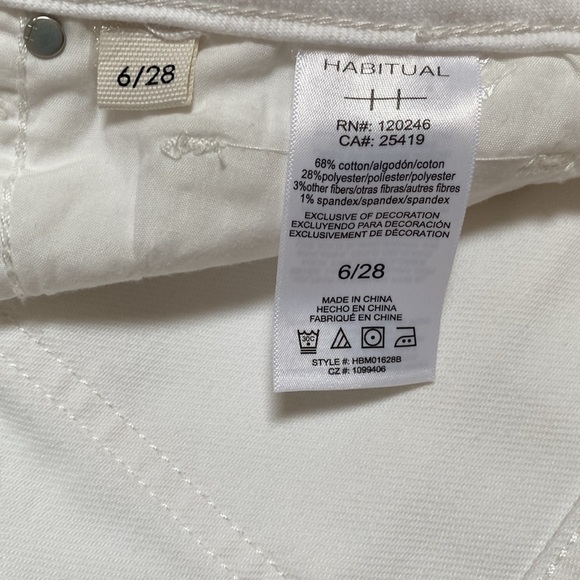 6/28
HABITUAL
RN#: 120246
CA#: 25419
68% cotton/algodón/coton
28%polyester/poliester/polyester
3%other fibers/otras fibras/autres fibres
1% spandex/spandex/spandex
EXCLUSIVE OF DECORATION
EXCLUYENDO PARA DECORACIÓN
EXCLUSIVEMENT DE DÉCORATION
6/28
MADE IN CHINA
HECHO EN CHINA
FABRIQUÉ EN CHINE
30C
STYLE #: HBM01628B
CZ #: 1099406